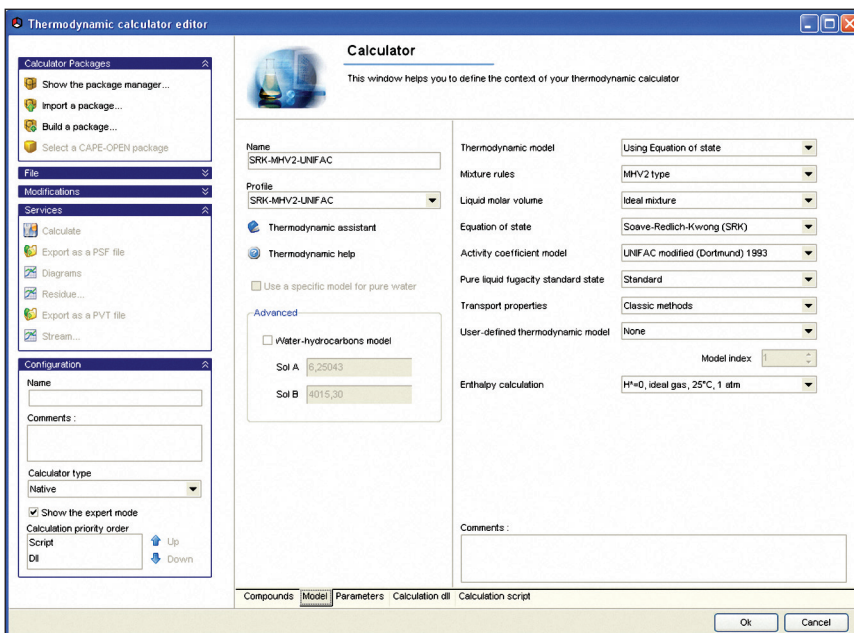 Thermodynamic calculator editor
Calculator Packages
Show the package manager...
Import a package...
Build a package...
Select a CAPE-OPEN package
File
Modifications
Services
Calculate
Export as a PSF file
Diagrams
Residue...
Export as a PVT file
Stream...
Configuration
Name
Comments :
Calculator type
Native
Show the expert mode
Calculation priority order
Script
Up
Dll
Down
Calculator
This window helps you to define the context of your thermodynamic calculator
Name
SRK-MHV2-UNIFAC
Profile
SRK-MHV2-UNIFAC
Thermodynamic assistant
Thermodynamic help
Use a specific model for pure water
Advanced
Water-hydrocarbons model
Sol A 6,25043
Sol B 4015,30
Thermodynamic model Using Equation of state
Mixture rules MHV2 type
Liquid molar volume Ideal mixture
Equation of state Soave-Redlich-Kwong (SRK)
Activity coefficient model UNIFAC modified (Dortmund) 1993
Pure liquid fugacity standard state Standard
Transport properties Classic methods
User-defined thermodynamic model None
Model index 1
Enthalpy calculation H*=0, ideal gas, 25°C, 1 atm
Comments :
Compounds Model Parameters Calculation dll Calculation script
Ok Cancel